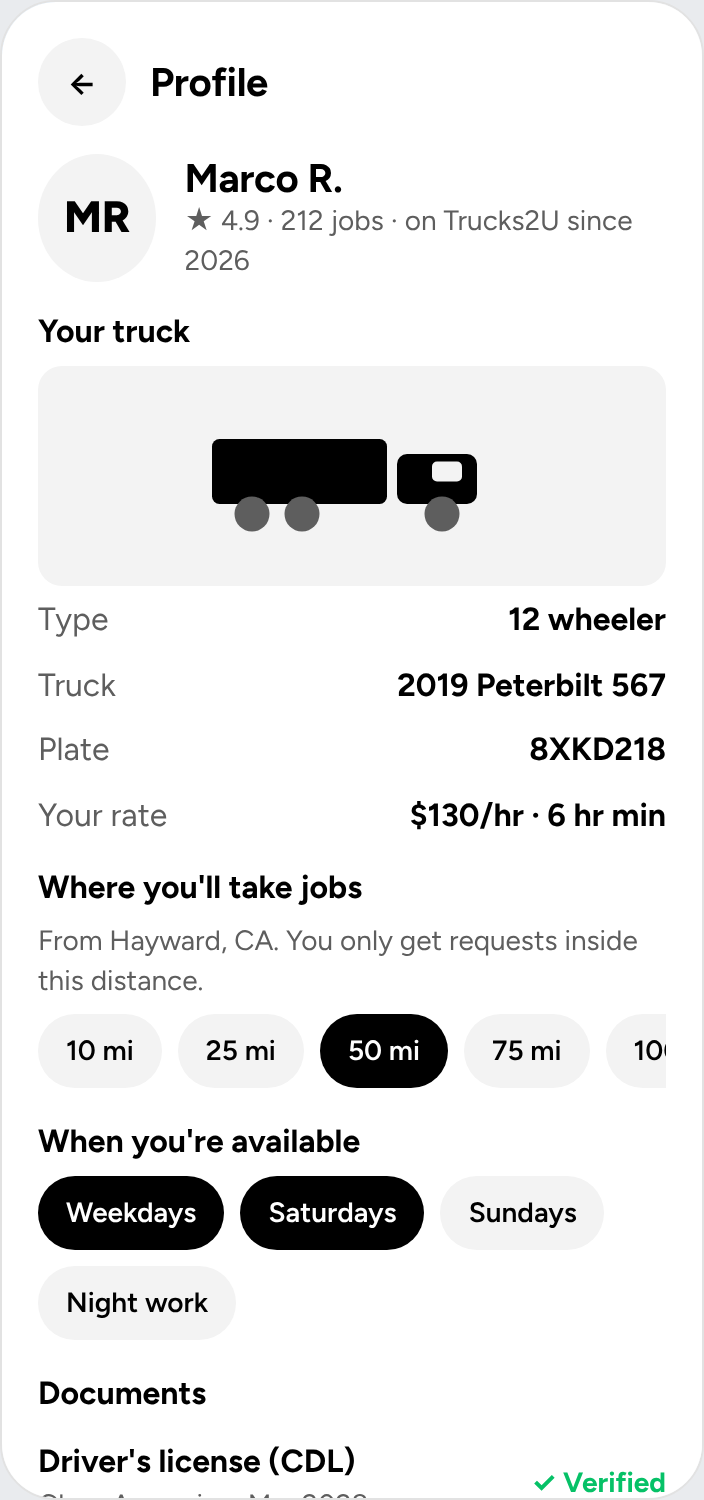 ← Profile
MR
Marco R.
★ 4.9 · 212 jobs · on Trucks2U since
2026
Your truck
Type 12 wheeler
Truck 2019 Peterbilt 567
Plate 8XKD218
Your rate $130/hr · 6 hr min
Where you'll take jobs
From Hayward, CA. You only get requests inside
this distance.
10 mi 25 mi 50 mi 75 mi
When you're available
Weekdays Saturdays Sundays
Night work
Documents
Driver's license (CDL)
✓ Verified